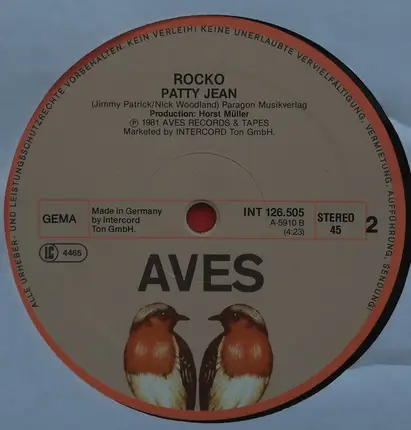 ALLE URHEBER- UND LEISTUNGSSCHUTZRECHTE VORBEHALTEN. KEIN VERLEIH! KEINE UNERLAUBTE VERVIELFÄLTIGUNG, VERMIETUNG, AUFFÜHRUNG, SENDUNG!
ROCKO
PATTY JEAN
(Jimmy Patrick/Nick Woodland) Paragon Musikverlag
Production: Horst Müller
Ⓟ 1981 AVES RECORDS & TAPES
Marketed by INTERCORD Ton GmbH.
GEMA
Made in Germany
by Intercord
Ton GmbH.
INT 126.505
A-5910 B
(4:23)
STEREO
45
2
LC 4465
AVES